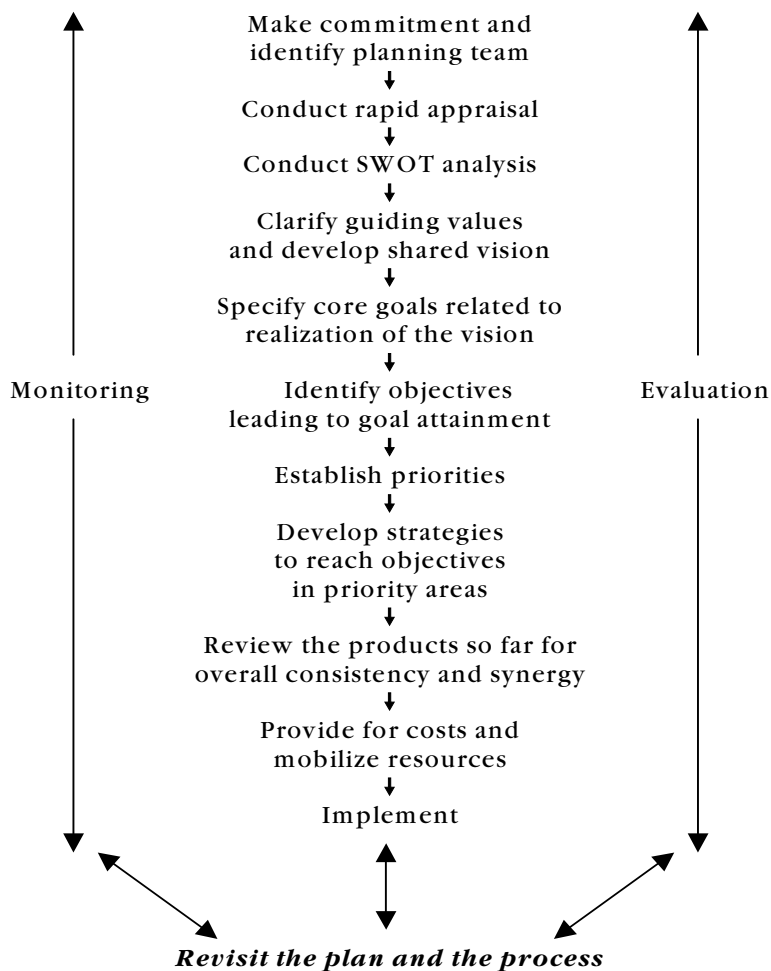 Make commitment and
identify planning team
Conduct rapid appraisal
Conduct SWOT analysis
Clarify guiding values
and develop shared vision
Specify core goals related to
realization of the vision
Monitoring
Identify objectives
leading to goal attainment
Evaluation
Establish priorities
Develop strategies
to reach objectives
in priority areas
Review the products so far for
overall consistency and synergy
Provide for costs and
mobilize resources
Implement
Revisit the plan and the process